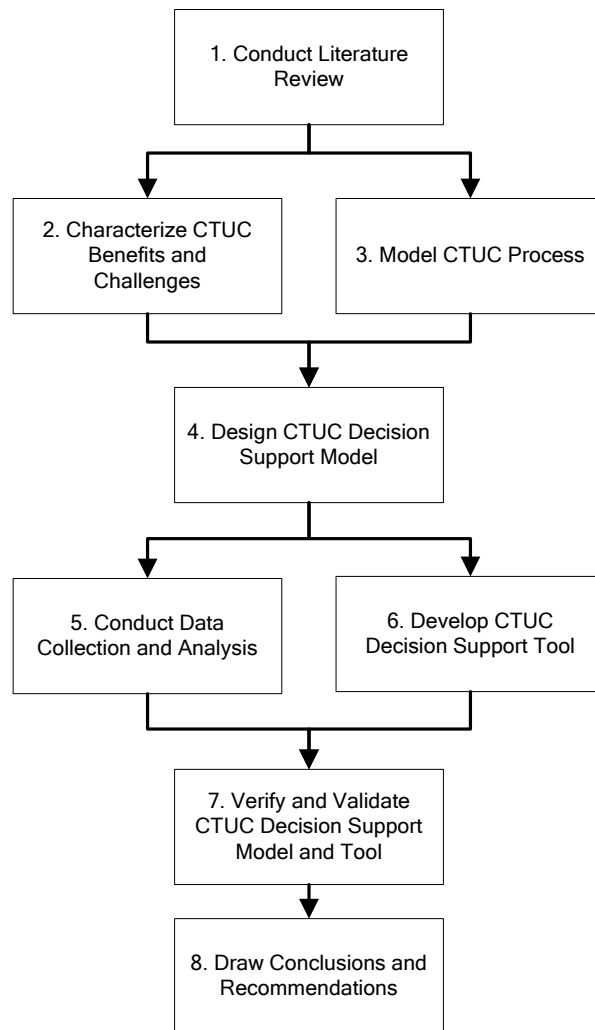 1. Conduct Literature
Review
2. Characterize CTUC
Benefits and
Challenges
3. Model CTUC Process
4. Design CTUC Decision
Support Model
5. Conduct Data
Collection and Analysis
6. Develop CTUC
Decision Support Tool
7. Verify and Validate
CTUC Decision Support
Model and Tool
8. Draw Conclusions and
Recommendations